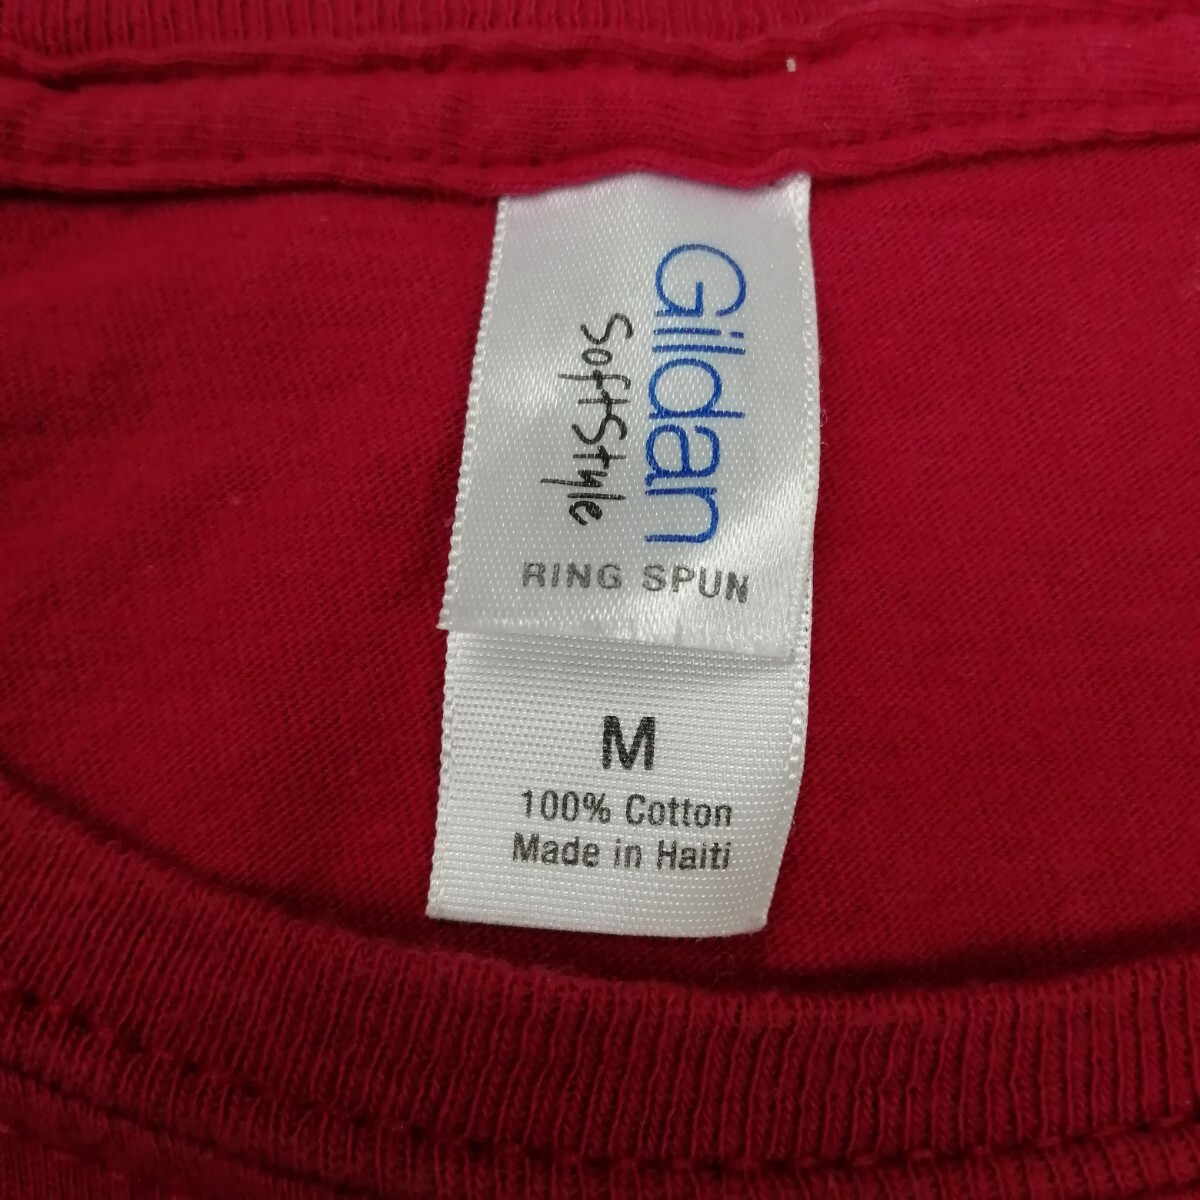 Gildan
SoftStyle
RING SPUN
M
100% Cotton
Made in Haiti